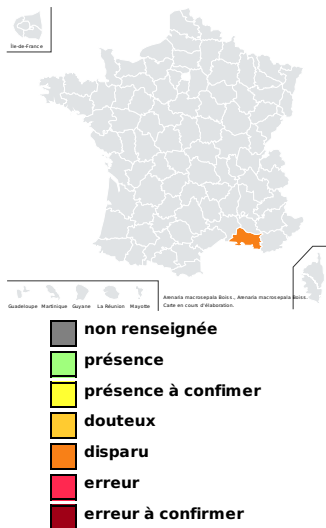 Île-de-France
Guadeloupe Martinique Guyane La Réunion Mayotte
Arenaria macrosepala Boiss., Arenaria macrosepala Boiss.
Carte en cours d'élaboration.
non renseignée
présence
présence à confimer
douteux
disparu
erreur
erreur à confirmer